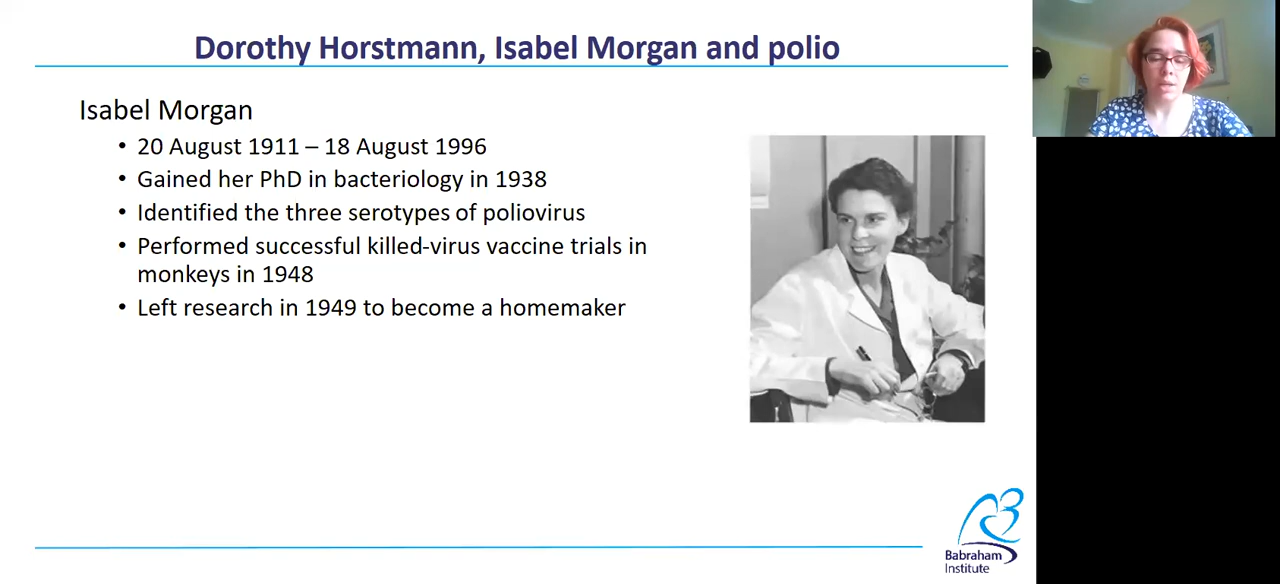 Dorothy Horstmann, Isabel Morgan and polio
Isabel Morgan
• 20 August 1911 – 18 August 1996
• Gained her PhD in bacteriology in 1938
• Identified the three serotypes of poliovirus
• Performed successful killed-virus vaccine trials in
monkeys in 1948
• Left research in 1949 to become a homemaker
Babraham
Institute